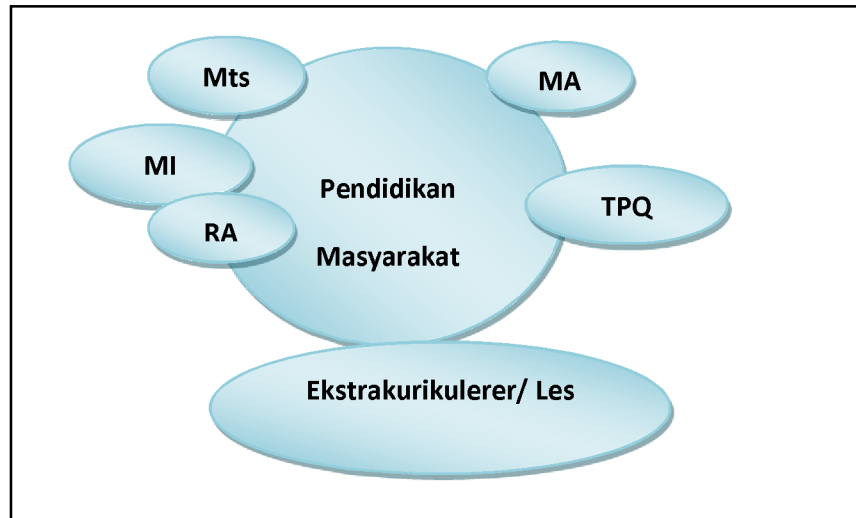 Mts
MA
MI
Pendidikan
TPQ
RA
Masyarakat
Ekstrakurikulerer/ Les